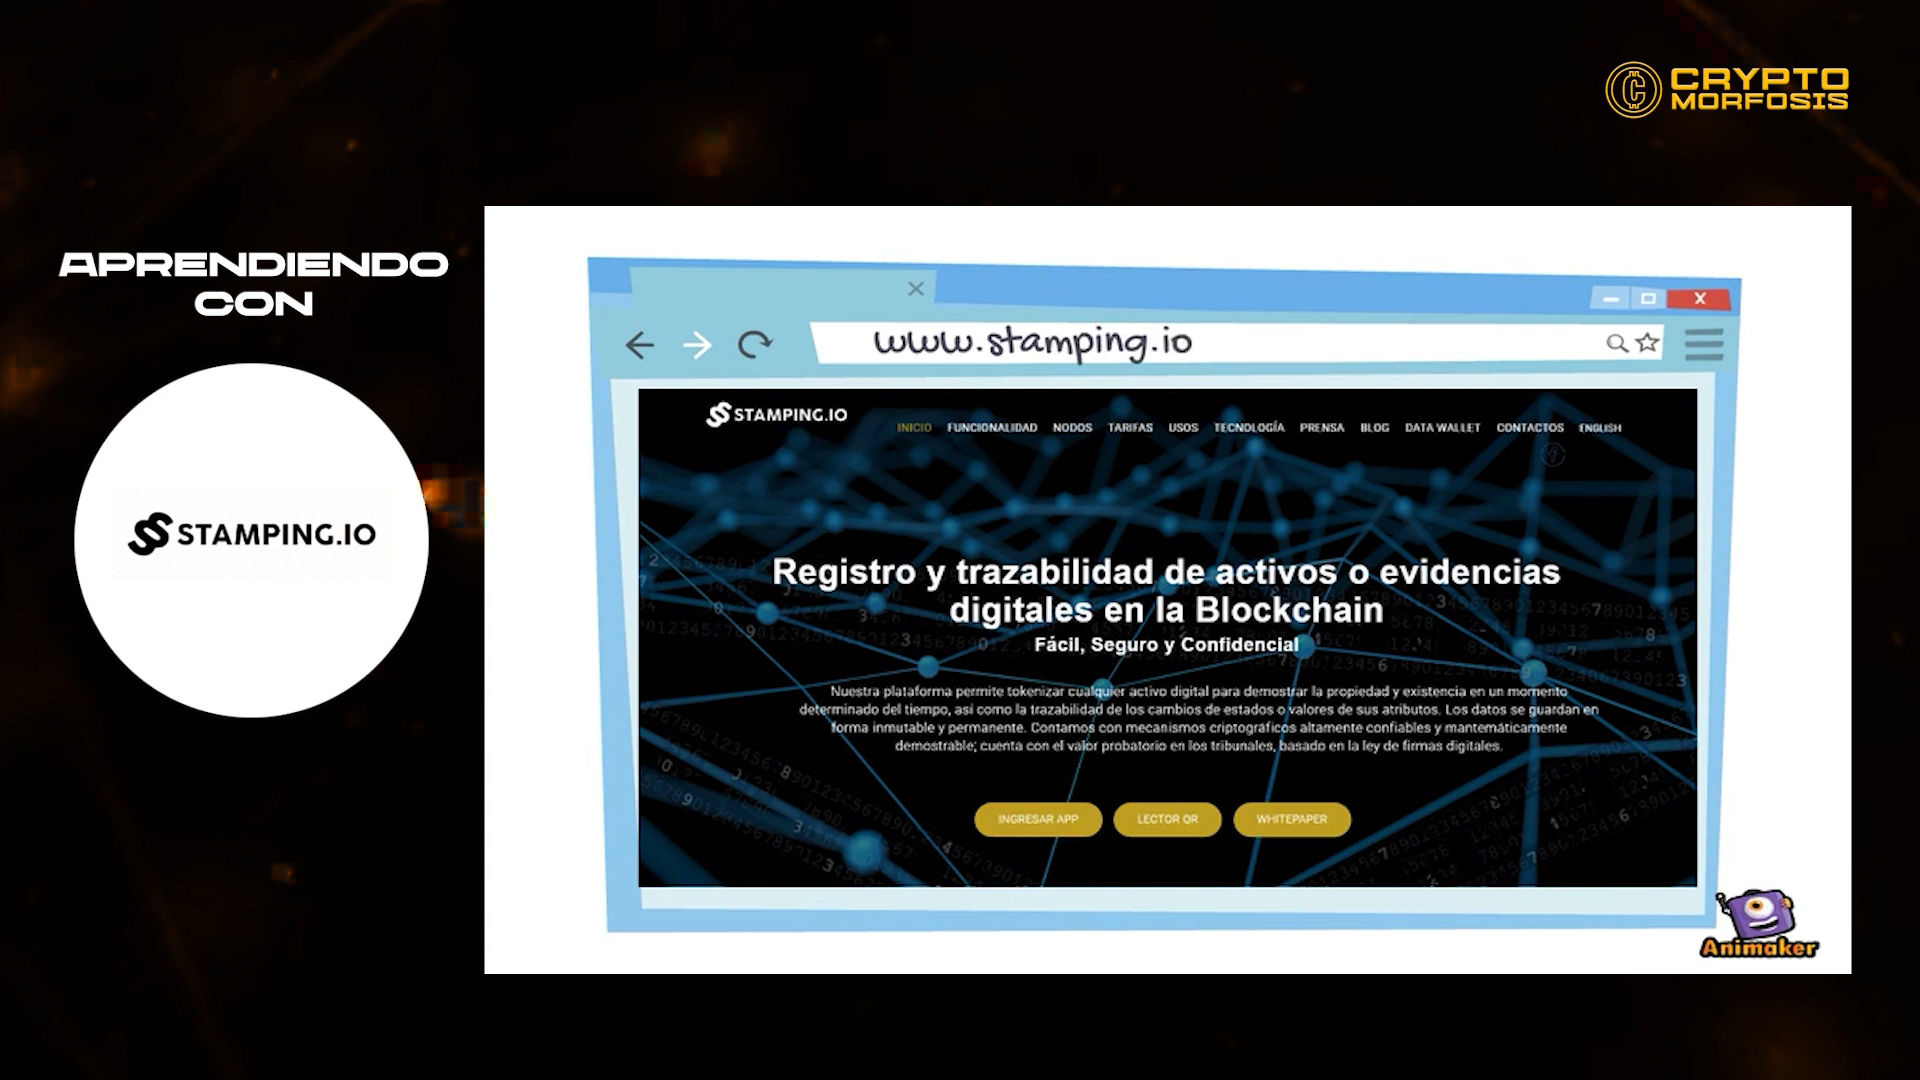 CRYPTO
MORFOSIS
APRENDIENDO
CON
STAMPING.IO
www.stamping.io
STAMPING.IO
INICIO FUNCIONALIDAD NODOS TARIFAS USOS TECNOLOGÍA PRENSA BLOG DATA WALLET CONTACTOS ENGLISH
Registro y trazabilidad de activos o evidencias
digitales en la Blockchain
Fácil, Seguro y Confidencial
Nuestra plataforma permite tokenizar cualquier activo digital para demostrar la propiedad y existencia en un momento
determinado del tiempo, así como la trazabilidad de los cambios de estados o valores de sus atributos. Los datos se guardan en
forma inmutable y permanente. Contamos con mecanismos criptográficos altamente confiables y mantemáticamente
demostrable; cuenta con el valor probatorio en los tribunales, basado en la ley de firmas digitales.
INGRESAR APP LECTOR QR WHITEPAPER
Animaker